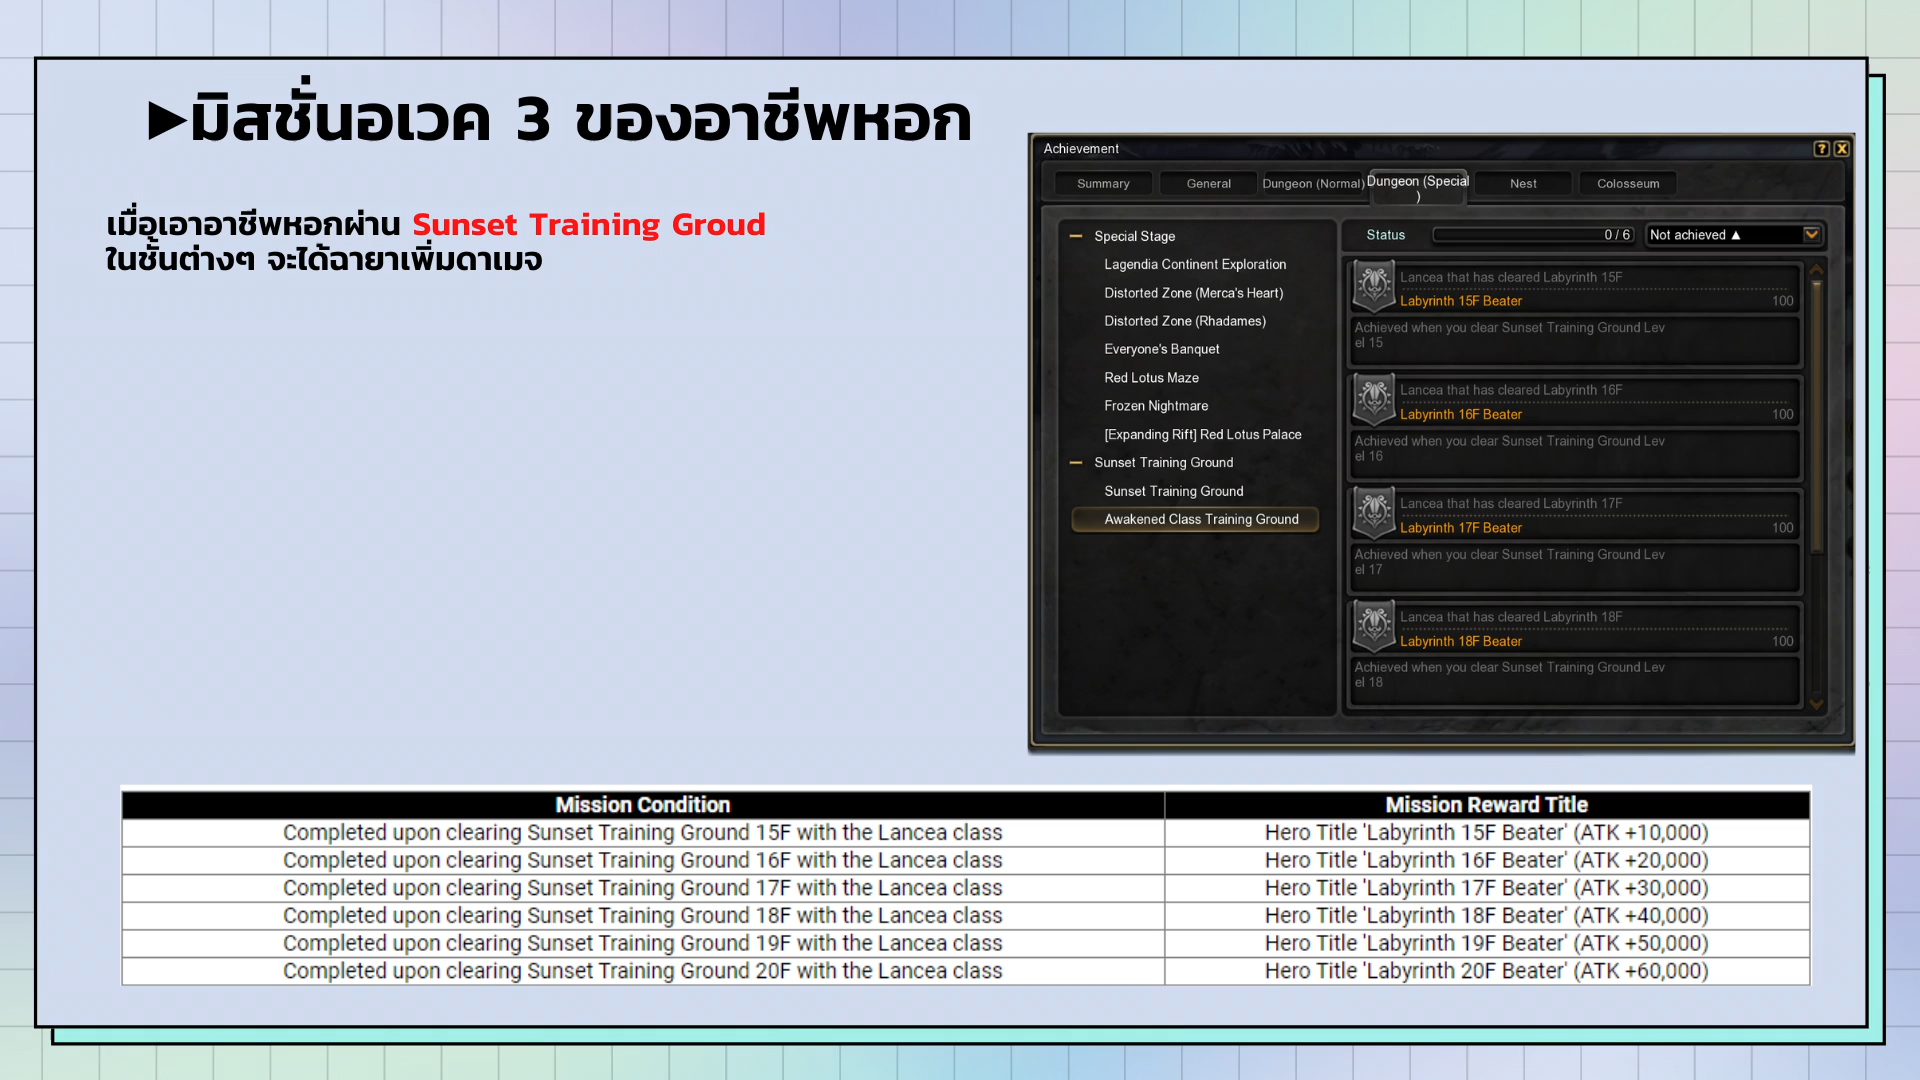 ▶มิสชั่นอเวค 3 ของอาชีพหอก
เมื่อเอาอาชีพหอกผ่าน Sunset Training Groud
ในชั้นต่างๆ จะได้ฉายาเพิ่มดาเมจ
Achievement
? X
Summary
General
Dungeon (Normal)
Dungeon (Special
)
Nest
Colosseum
Special Stage
Lagendia Continent Exploration
Distorted Zone (Merca's Heart)
Distorted Zone (Rhadames)
Everyone's Banquet
Red Lotus Maze
Frozen Nightmare
[Expanding Rift] Red Lotus Palace
Sunset Training Ground
Sunset Training Ground
Awakened Class Training Ground
Status 0 / 6 Not achieved ▲
Lancea that has cleared Labyrinth 15F
Labyrinth 15F Beater 100
Achieved when you clear Sunset Training Ground Lev
el 15
Lancea that has cleared Labyrinth 16F
Labyrinth 16F Beater 100
Achieved when you clear Sunset Training Ground Lev
el 16
Lancea that has cleared Labyrinth 17F
Labyrinth 17F Beater 100
Achieved when you clear Sunset Training Ground Lev
el 17
Lancea that has cleared Labyrinth 18F
Labyrinth 18F Beater 100
Achieved when you clear Sunset Training Ground Lev
el 18
Mission Condition Mission Reward Title
Completed upon clearing Sunset Training Ground 15F with the Lancea class Hero Title 'Labyrinth 15F Beater' (ATK +10,000)
Completed upon clearing Sunset Training Ground 16F with the Lancea class Hero Title 'Labyrinth 16F Beater' (ATK +20,000)
Completed upon clearing Sunset Training Ground 17F with the Lancea class Hero Title 'Labyrinth 17F Beater' (ATK +30,000)
Completed upon clearing Sunset Training Ground 18F with the Lancea class Hero Title 'Labyrinth 18F Beater' (ATK +40,000)
Completed upon clearing Sunset Training Ground 19F with the Lancea class Hero Title 'Labyrinth 19F Beater' (ATK +50,000)
Completed upon clearing Sunset Training Ground 20F with the Lancea class Hero Title 'Labyrinth 20F Beater' (ATK +60,000)